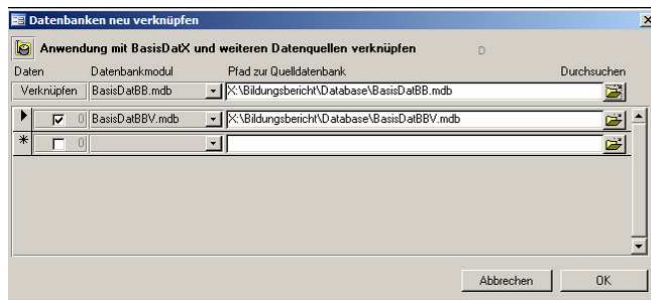 Datenbanken neu verknüpfen
Anwendung mit BasisDatX und weiteren Datenquellen verknüpfen D
Daten Datenbankmodul Pfad zur Quelldatenbank Durchsuchen
Verknüpfen BasisDatBB.mdb X:\Bildungsbericht\Database\BasisDatBB.mdb
0 BasisDatBBV.mdb X:\Bildungsbericht\Database\BasisDatBBV.mdb
0
Abbrechen OK